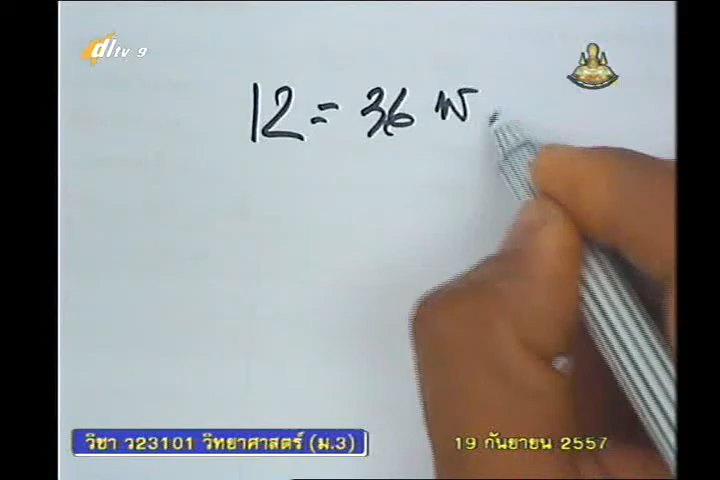 dltv 9
12 = 36 พ
วิชา ว23101 วิทยาศาสตร์ (ม.3)
19 กันยายน 2557